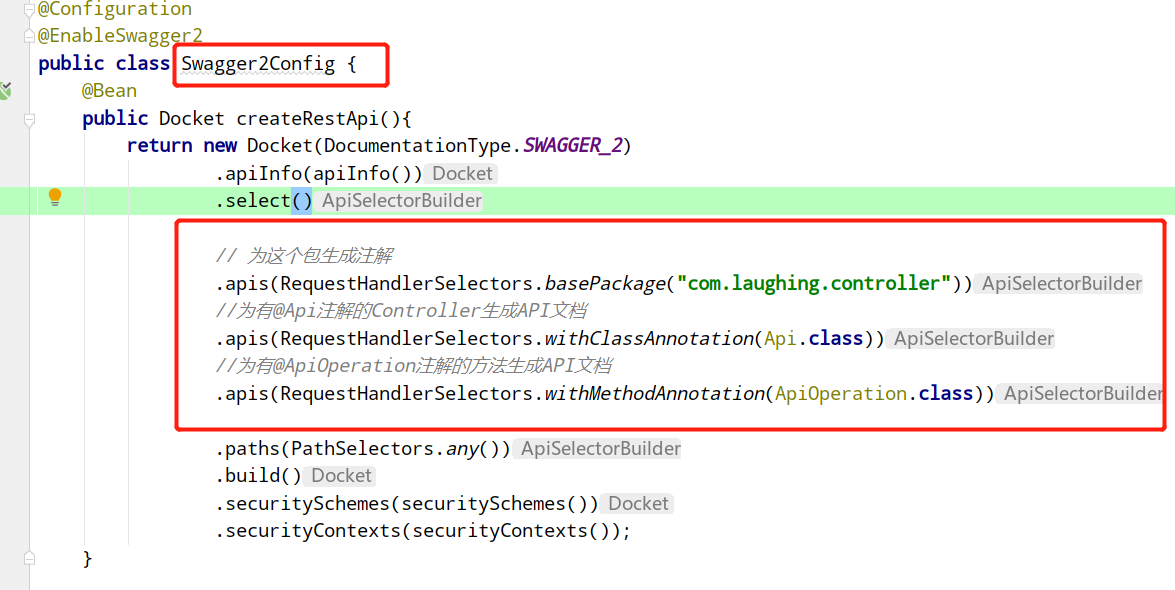 @Configuration
@EnableSwagger2
public class Swagger2Config {
@Bean
public Docket createRestApi(){
return new Docket(DocumentationType.SWAGGER_2)
.apiInfo(apiInfo()) Docket
.select() ApiSelectorBuilder
// 为这个包生成注解
.apis(RequestHandlerSelectors.basePackage("com.laughing.controller")) ApiSelectorBuilder
//为有@Api注解的Controller生成API文档
.apis(RequestHandlerSelectors.withClassAnnotation(Api.class)) ApiSelectorBuilder
//为有@ApiOperation注解的方法生成API文档
.apis(RequestHandlerSelectors.withMethodAnnotation(ApiOperation.class)) ApiSelectorBuilder
.paths(PathSelectors.any()) ApiSelectorBuilder
.build() Docket
.securitySchemes(securitySchemes()) Docket
.securityContexts(securityContexts());
}